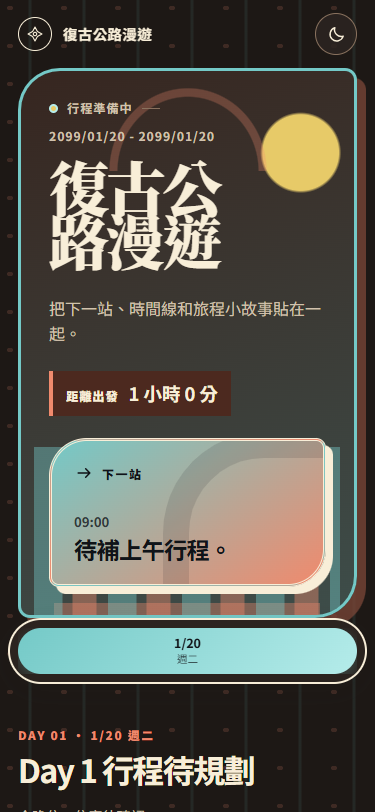 復古公路漫遊
行程準備中
2099/01/20 - 2099/01/20
復古公
路漫遊
把下一站、時間線和旅程小故事貼在一
起。
距離出發 1 小時 0 分
下一站
09:00
待補上午行程。
1/20
週二
DAY 01 · 1/20 週二
Day 1 行程待規劃